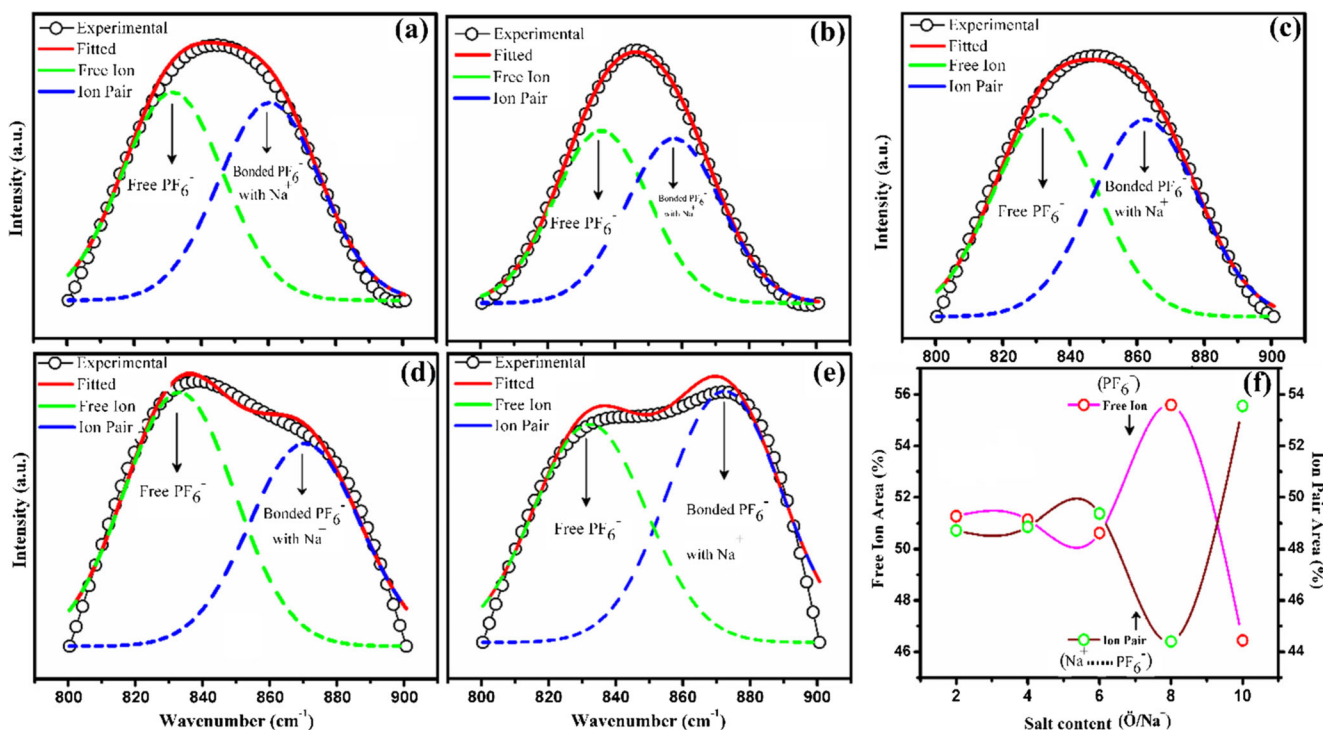 (a)
Experimental
Fitted
Free Ion
Ion Pair
Free PF6-
Bonded PF6-
with Na+
Intensity (a.u.)
(b)
Experimental
Fitted
Free Ion
Ion Pair
Free PF6-
Bonded PF6-
with Na+
800 820 840 860 880 900
(c)
Experimental
Fitted
Free Ion
Ion Pair
Free PF6-
Bonded PF6-
with Na+
Intensity (a.u.)
800 820 840 860 880 900
(d)
Experimental
Fitted
Free Ion
Ion Pair
Free PF6-
Bonded PF6-
with Na-
Intensity (a.u.)
800 820 840 860 880 900
Wavenumber (cm-1)
(e)
Experimental
Fitted
Free Ion
Ion Pair
Free PF6-
Bonded PF6-
with Na+
800 820 840 860 880 900
Wavenumber (cm-1)
(f)
(PF6-)
Free Ion
Ion Pair
(Na+ ...... PF6-)
Free Ion Area (%)
56
54
52
50
48
46
Ion Pair Area (%)
54
52
50
48
46
44
2 4 6 8 10
Salt content (Ö/Na-)